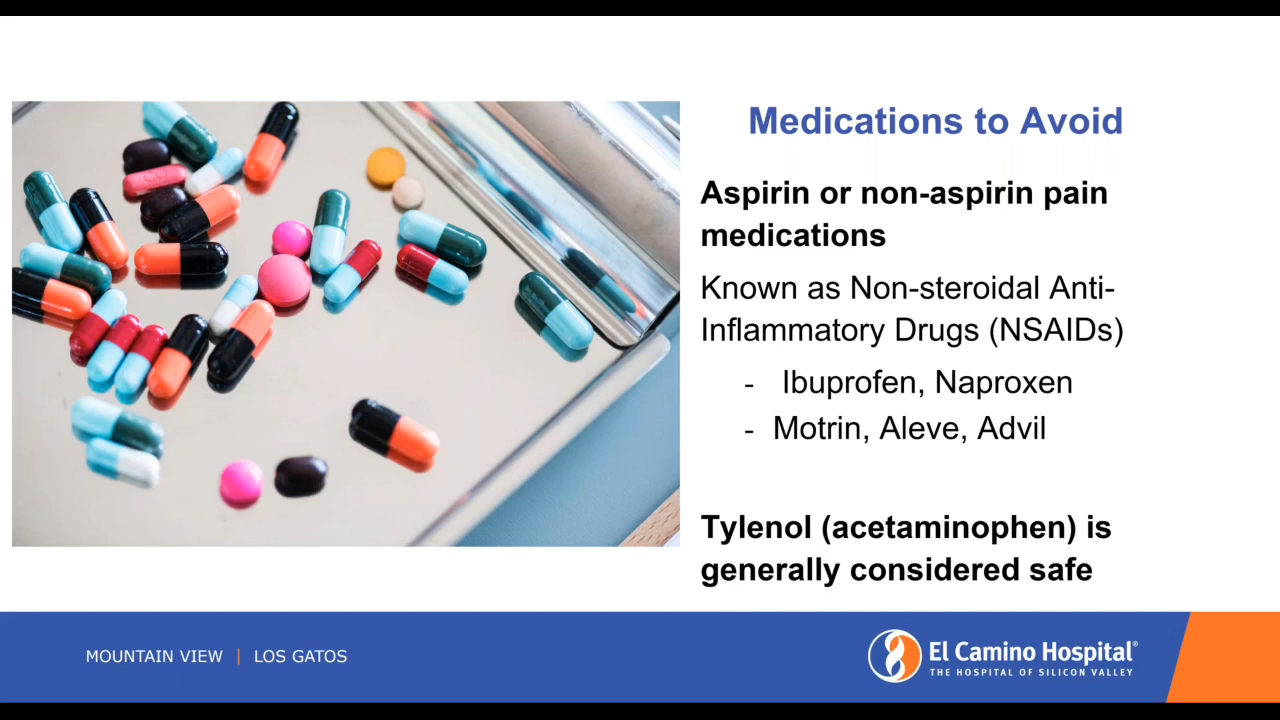 Medications to Avoid
Aspirin or non-aspirin pain
medications
Known as Non-steroidal Anti-
Inflammatory Drugs (NSAIDs)
- Ibuprofen, Naproxen
- Motrin, Aleve, Advil
Tylenol (acetaminophen) is
generally considered safe
MOUNTAIN VIEW | LOS GATOS
El Camino Hospital®
THE HOSPITAL OF SILICON VALLEY